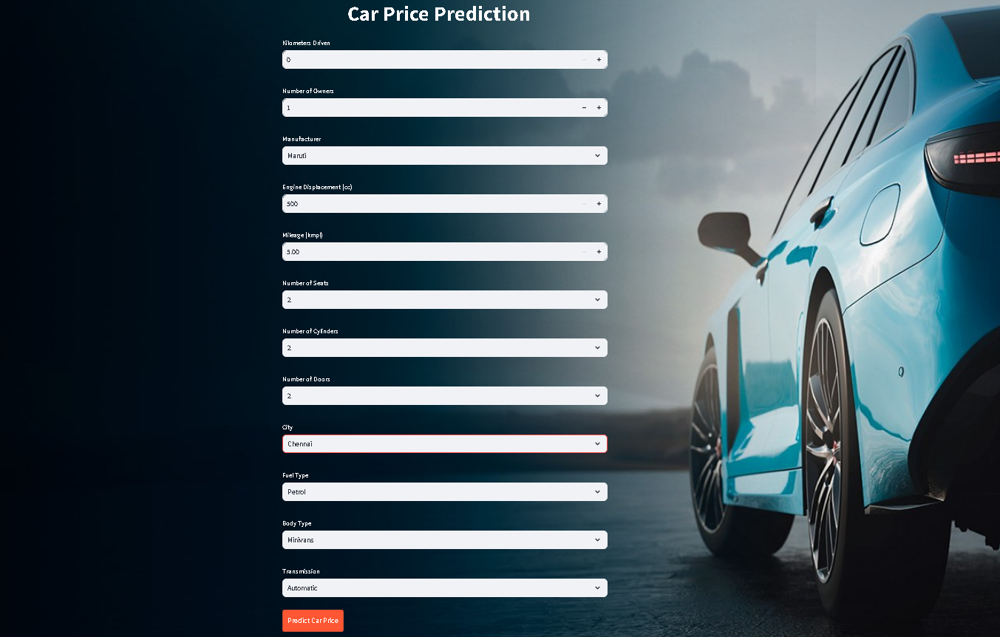 Car Price Prediction
Kilometers Driven
0
Number of Owners
1
Manufacturer
Maruti
Engine Displacement (cc)
500
Mileage (kmpl)
5.00
Number of Seats
2
Number of Cylinders
2
Number of Doors
2
City
Chennai
Fuel Type
Petrol
Body Type
Minivans
Transmission
Automatic
Predict Car Price